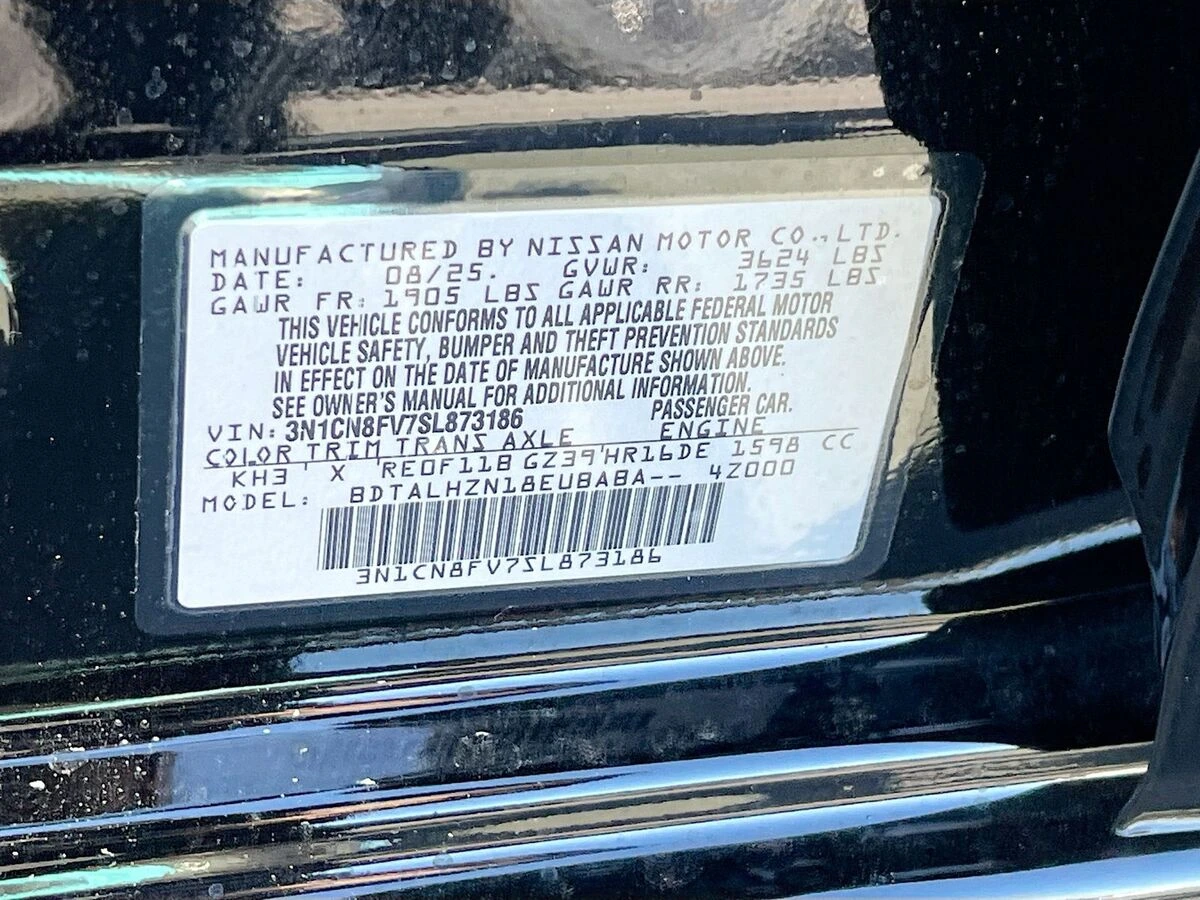 MANUFACTURED BY NISSAN MOTOR CO., LTD.
DATE: 08/25. GVWR: 3624 LBS
GAWR FR: 1905 LBS GAWR RR: 1735 LBS
THIS VEHICLE CONFORMS TO ALL APPLICABLE FEDERAL MOTOR
VEHICLE SAFETY, BUMPER AND THEFT PREVENTION STANDARDS
IN EFFECT ON THE DATE OF MANUFACTURE SHOWN ABOVE.
SEE OWNER'S MANUAL FOR ADDITIONAL INFORMATION.
VIN: 3N1CN8FV7SL873186 PASSENGER CAR.
COLOR TRIM TRANS AXLE ENGINE
KH3 X RE0F11B GZ39 HR16DE 1598 CC
MODEL: BDTALHZN18EUBABA-- 4Z000
3N1CN8FV7SL873186